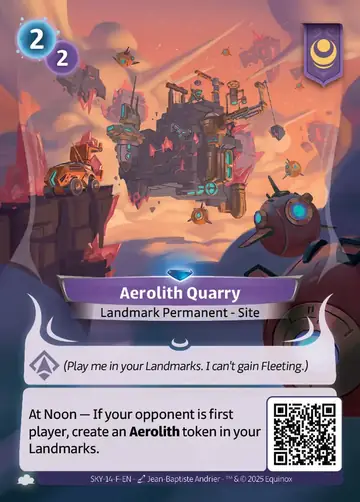 2
2
Aerolith Quarry
Landmark Permanent - Site
(Play me in your Landmarks. I can't gain Fleeting.)
At Noon — If your opponent is first
player, create an Aerolith token in your
Landmarks.
SKY-14-F-EN - Jean-Baptiste Andrier - ™ & © 2025 Equinox